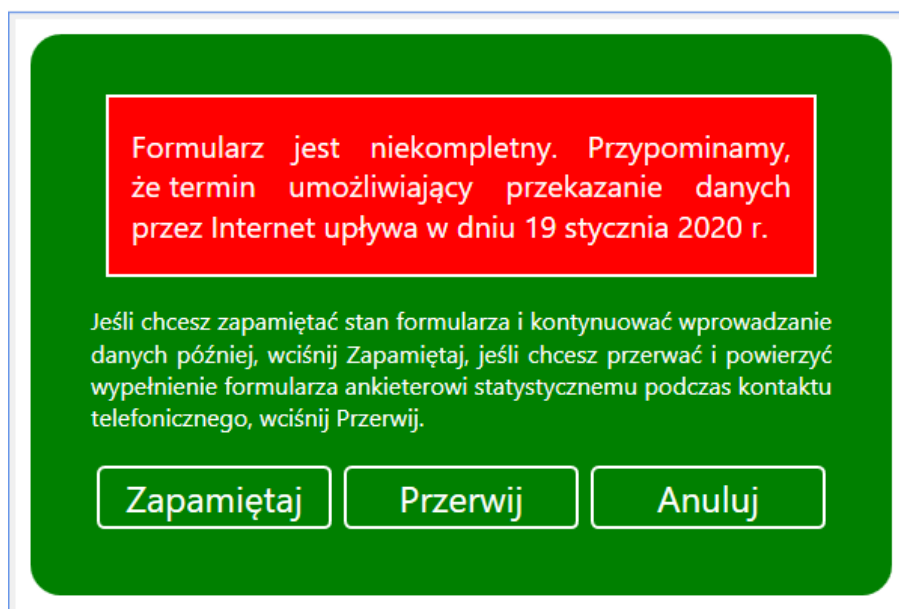 Formularz jest niekompletny. Przypominamy,
że termin umożliwiający przekazanie danych
przez Internet upływa w dniu 19 stycznia 2020 r.
Jeśli chcesz zapamiętać stan formularza i kontynuować wprowadzanie
danych później, wciśnij Zapamiętaj, jeśli chcesz przerwać i powierzyć
wypełnienie formularza ankieterowi statystycznemu podczas kontaktu
telefonicznego, wciśnij Przerwij.
Zapamiętaj Przerwij Anuluj